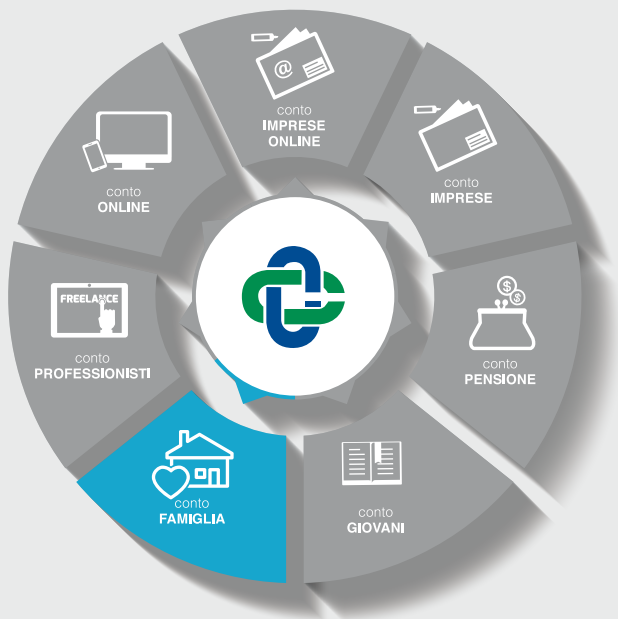 conto
IMPRESE
ONLINE
conto
IMPRESE
conto
PENSIONE
conto
GIOVANI
conto
FAMIGLIA
FREELANCE
conto
PROFESSIONISTI
conto
ONLINE
@
$
$